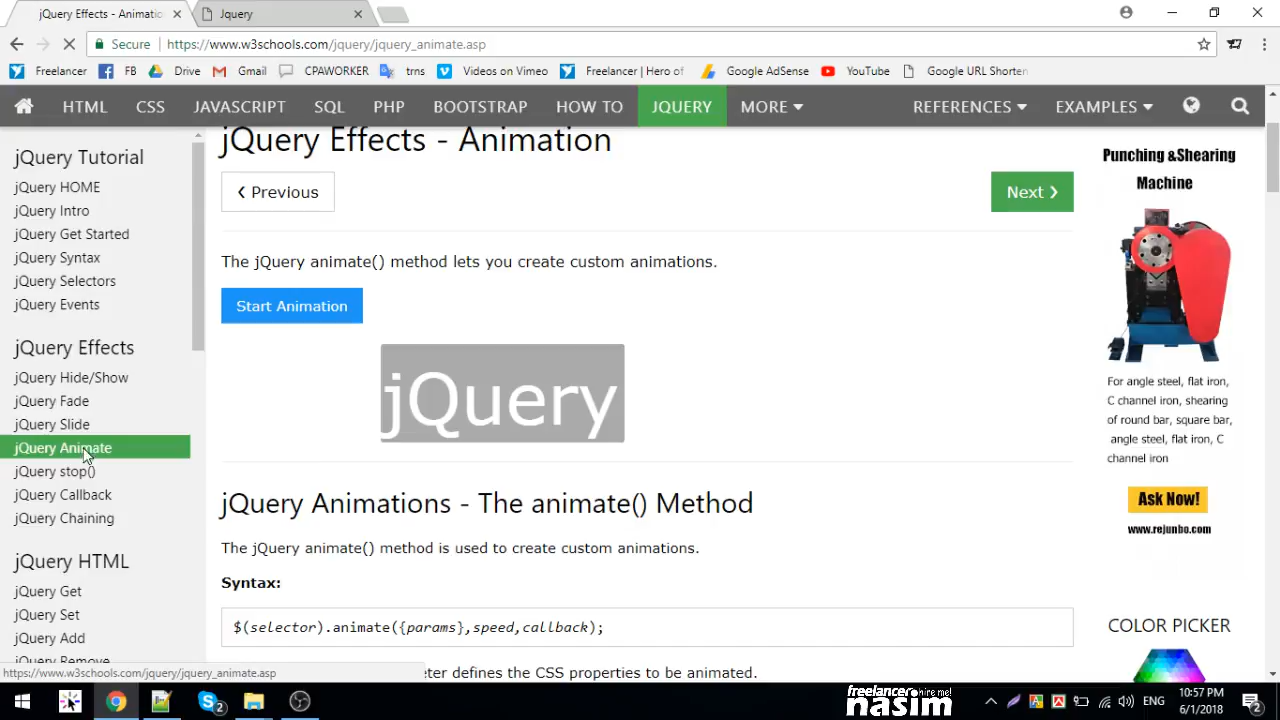 jQuery Effects - Animatio
Jquery
Secure
https://www.w3schools.com/jquery/jquery_animate.asp
Freelancer
FB
Drive
Gmail
CPAWORKER
trns
Videos on Vimeo
Freelancer | Hero of
Google AdSense
YouTube
Google URL Shorten
HTML
CSS
JAVASCRIPT
SQL
PHP
BOOTSTRAP
HOW TO
JQUERY
MORE
REFERENCES
EXAMPLES
jQuery Tutorial
jQuery HOME
jQuery Intro
jQuery Get Started
jQuery Syntax
jQuery Selectors
jQuery Events
jQuery Effects
jQuery Hide/Show
jQuery Fade
jQuery Slide
jQuery Animate
jQuery stop()
jQuery Callback
jQuery Chaining
jQuery HTML
jQuery Get
jQuery Set
jQuery Add
https://www.w3schools.com/jquery/jquery_animate.asp
jQuery Effects - Animation
❮ Previous
Next ❯
The jQuery animate() method lets you create custom animations.
Start Animation
jQuery
jQuery Animations - The animate() Method
The jQuery animate() method is used to create custom animations.
Syntax:
$(selector).animate({params},speed,callback);
eter defines the CSS properties to be animated.
Punching &Shearing
Machine
For angle steel, flat iron,
C channel iron, shearing
of round bar, square bar,
angle steel, flat iron, C
channel iron
Ask Now!
www.rejunbo.com
COLOR PICKER
freelancer hire me!
nasim
ENG
10:57 PM
6/1/2018
2
2